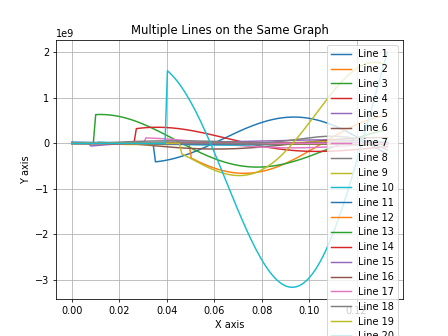 Multiple Lines on the Same Graph
1e9
2
1
0
−1
−2
−3
Y axis
0.00
0.02
0.04
0.06
0.08
0.10
X axis
Line 1
Line 2
Line 3
Line 4
Line 5
Line 6
Line 7
Line 8
Line 9
Line 10
Line 11
Line 12
Line 13
Line 14
Line 15
Line 16
Line 17
Line 18
Line 19
Line 20